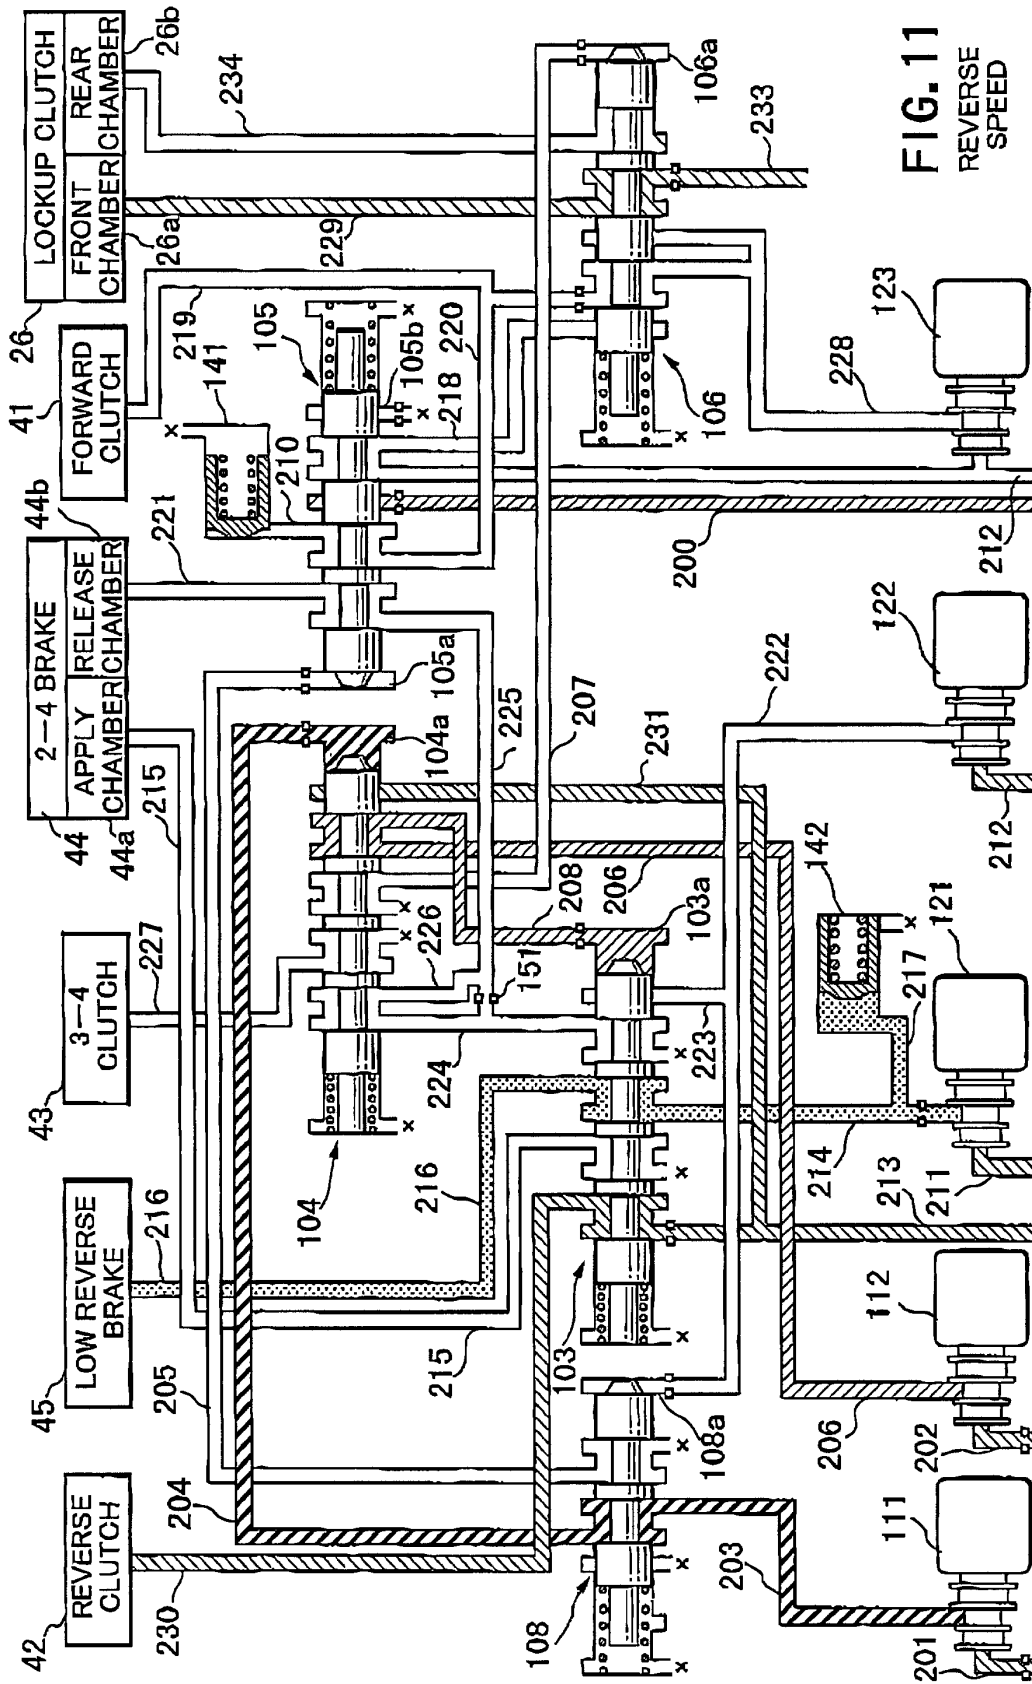 42
REVERSE
CLUTCH
230
45
LOW REVERSE
BRAKE
216
43
3–4
CLUTCH
227
44
2–4 BRAKE
APPLY
CHAMBER
RELEASE
CHAMBER
44a
44b
215
221
41
FORWARD
CLUTCH
26
LOCKUP CLUTCH
FRONT
CHAMBER
REAR
CHAMBER
26a
26b
219
229
234
141
210
105
105b
105a
220
218
204
205
104a
104
226
225
207
224
151
208
216
215
231
206
103a
223
222
103
108
108a
106
106a
233
200
228
203
206
213
214
217
142
212
212
201
111
202
112
211
121
122
123
FIG. 11
REVERSE
SPEED